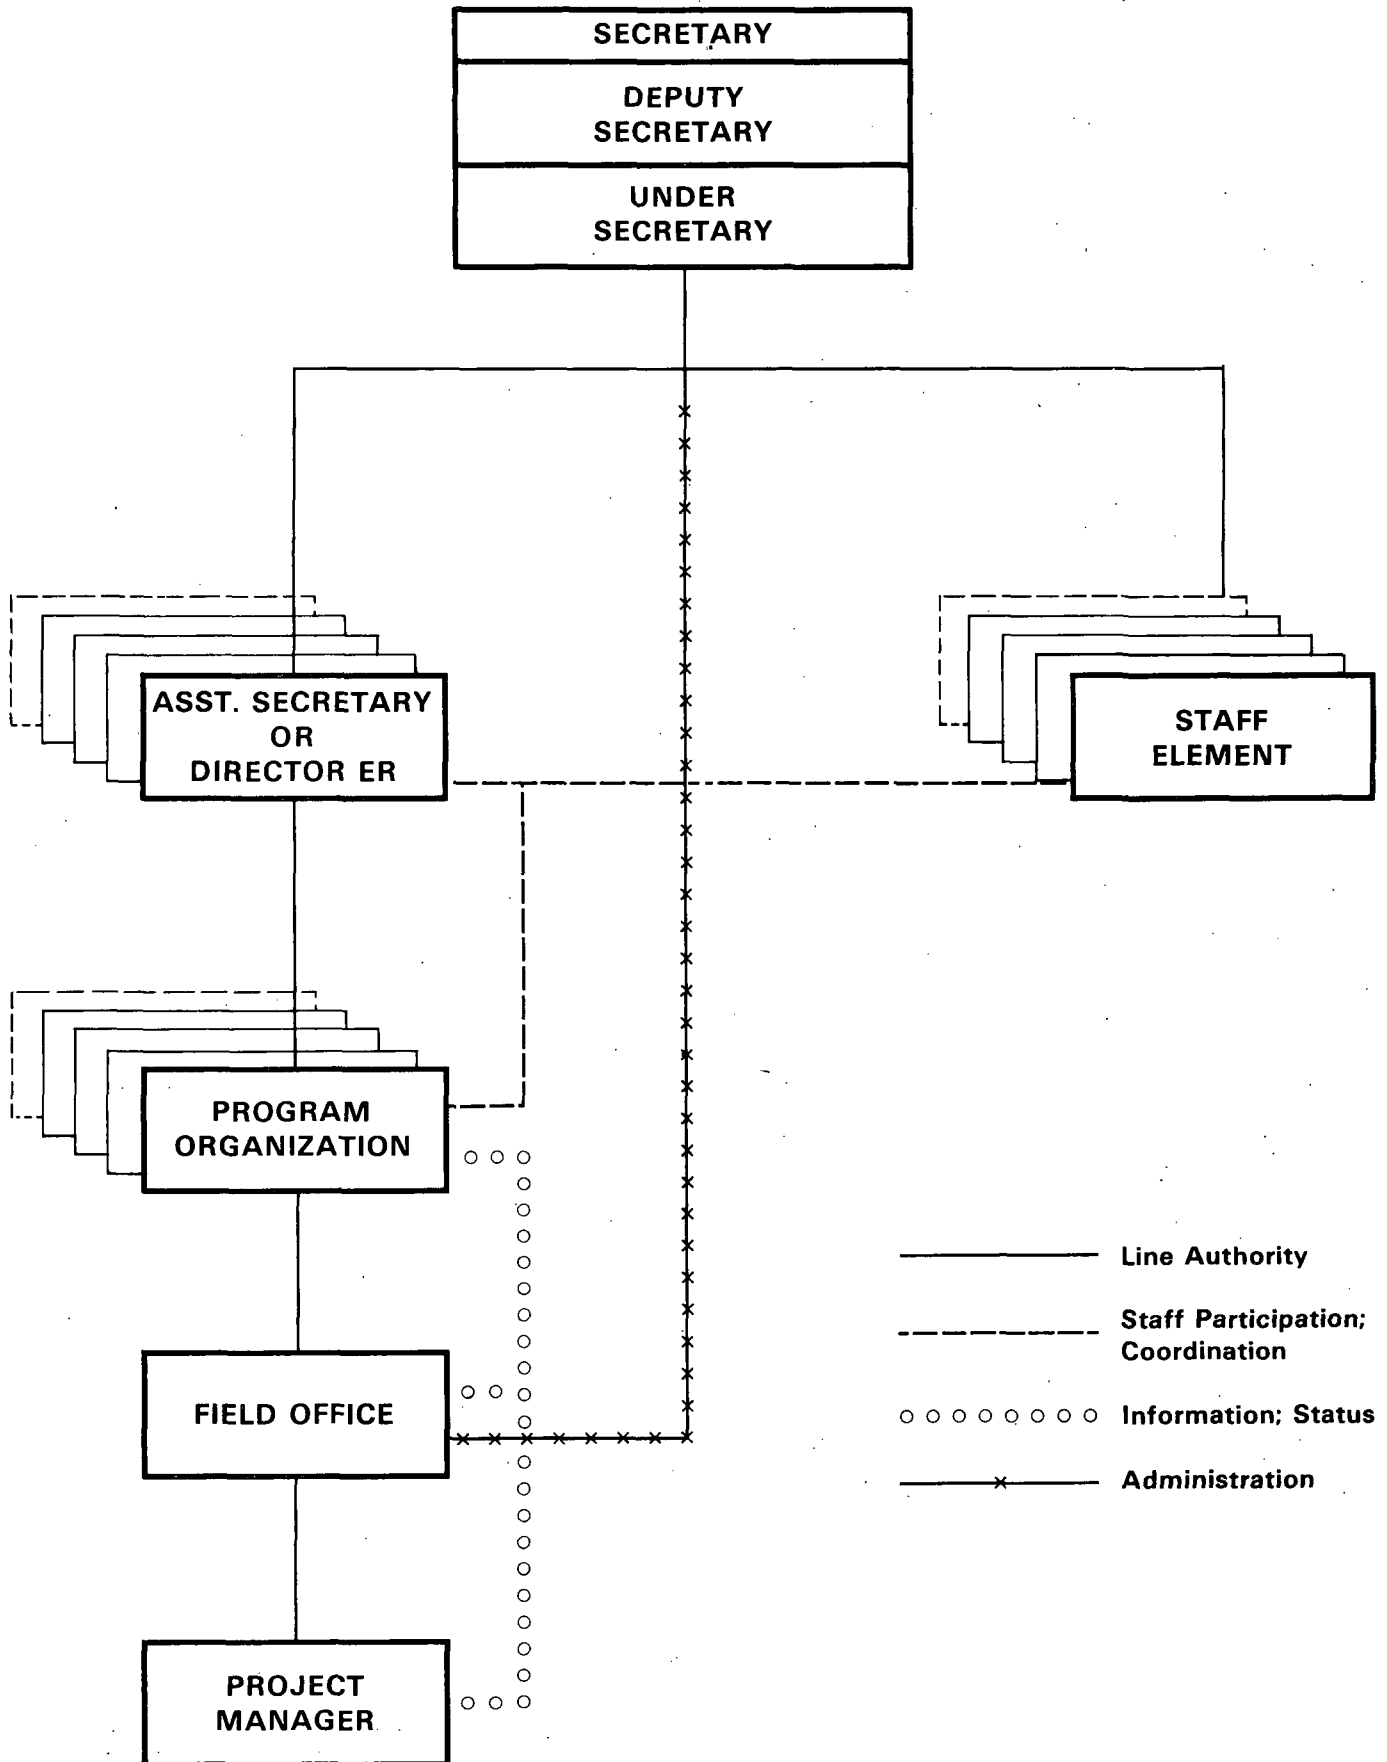 SECRETARY
DEPUTY
SECRETARY
UNDER
SECRETARY
ASST. SECRETARY
OR
DIRECTOR ER
STAFF
ELEMENT
PROGRAM
ORGANIZATION
FIELD OFFICE
PROJECT
MANAGER
Line Authority
Staff Participation;
Coordination
Information; Status
Administration